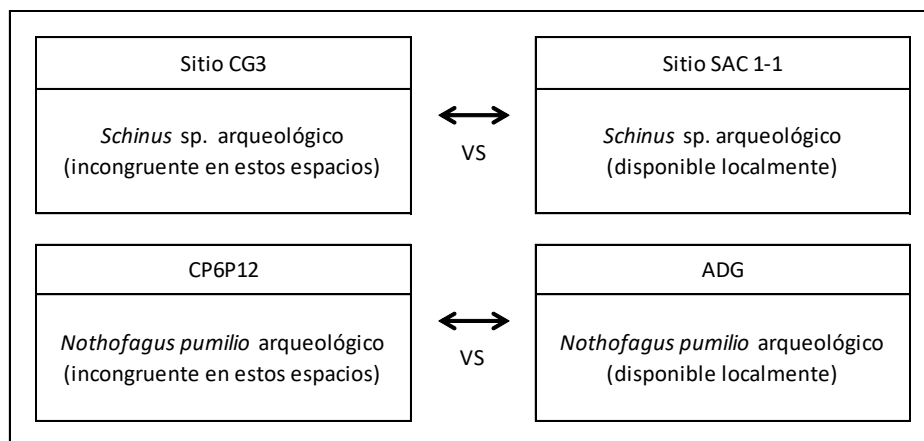 Sitio CG3
Schinus sp. arqueológico
(incongruente en estos espacios)
VS
Sitio SAC 1-1
Schinus sp. arqueológico
(disponible localmente)
CP6P12
Nothofagus pumilio arqueológico
(incongruente en estos espacios)
VS
ADG
Nothofagus pumilio arqueológico
(disponible localmente)